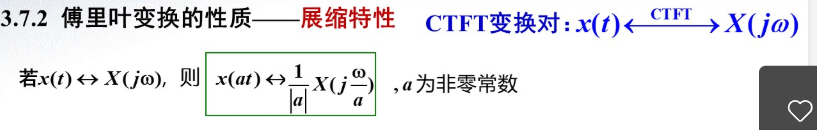 3.7.2 傅里叶变换的性质——展缩特性 CTFT变换对：x(t) ⟷CTFT X(jω)
若x(t)↔X(jω)，则 x(at)↔1/|a| X(j ω/a) ，a为非零常数